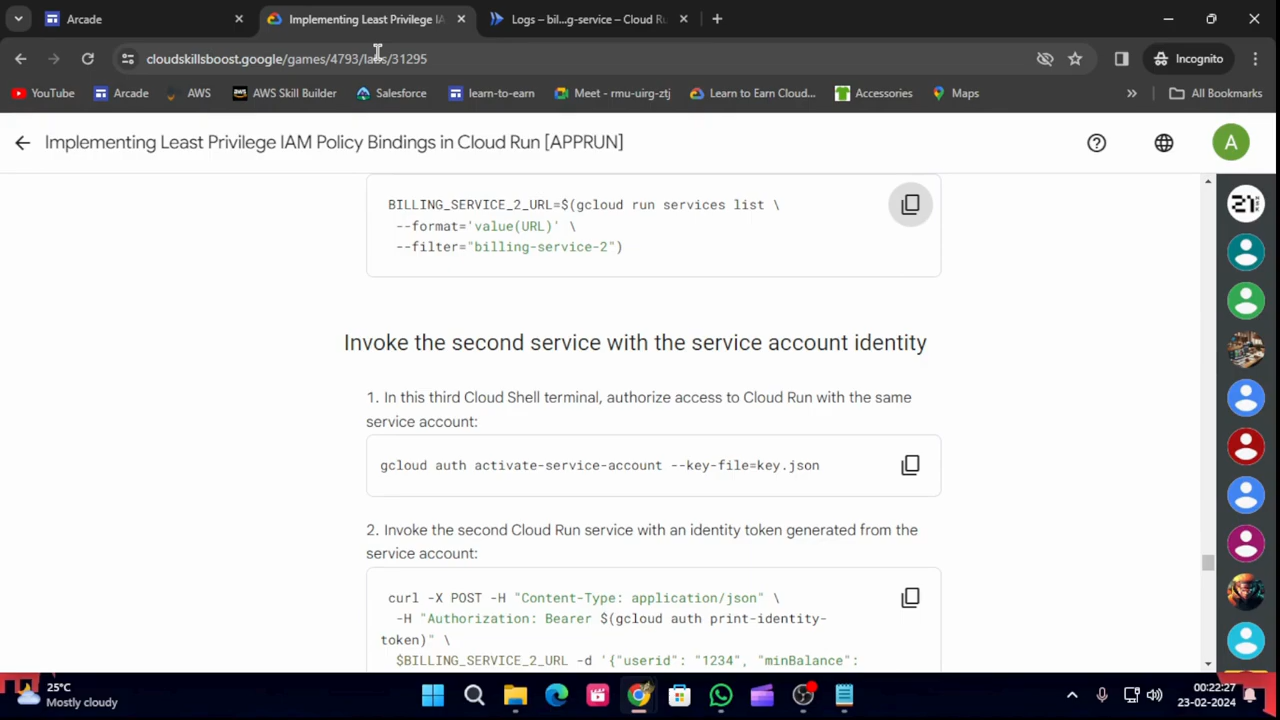 Arcade
Implementing Least Privilege IA
Logs – bil...g-service – Cloud Ru
cloudskillsboost.google/games/4793/labs/31295
Incognito
YouTube
Arcade
AWS
AWS Skill Builder
Salesforce
learn-to-earn
Meet - rmu-uirg-ztj
Learn to Earn Cloud...
Accessories
Maps
»
All Bookmarks
Implementing Least Privilege IAM Policy Bindings in Cloud Run [APPRUN]
A
BILLING_SERVICE_2_URL=$(gcloud run services list \
--format='value(URL)' \
--filter="billing-service-2")
21
Invoke the second service with the service account identity
1. In this third Cloud Shell terminal, authorize access to Cloud Run with the same
service account:
gcloud auth activate-service-account --key-file=key.json
2. Invoke the second Cloud Run service with an identity token generated from the
service account:
curl -X POST -H "Content-Type: application/json" \
-H "Authorization: Bearer $(gcloud auth print-identity-
token)" \
$BILLING_SERVICE_2_URL -d '{"userid": "1234", "minBalance":
25°C
Mostly cloudy
00:22:27
23-02-2024